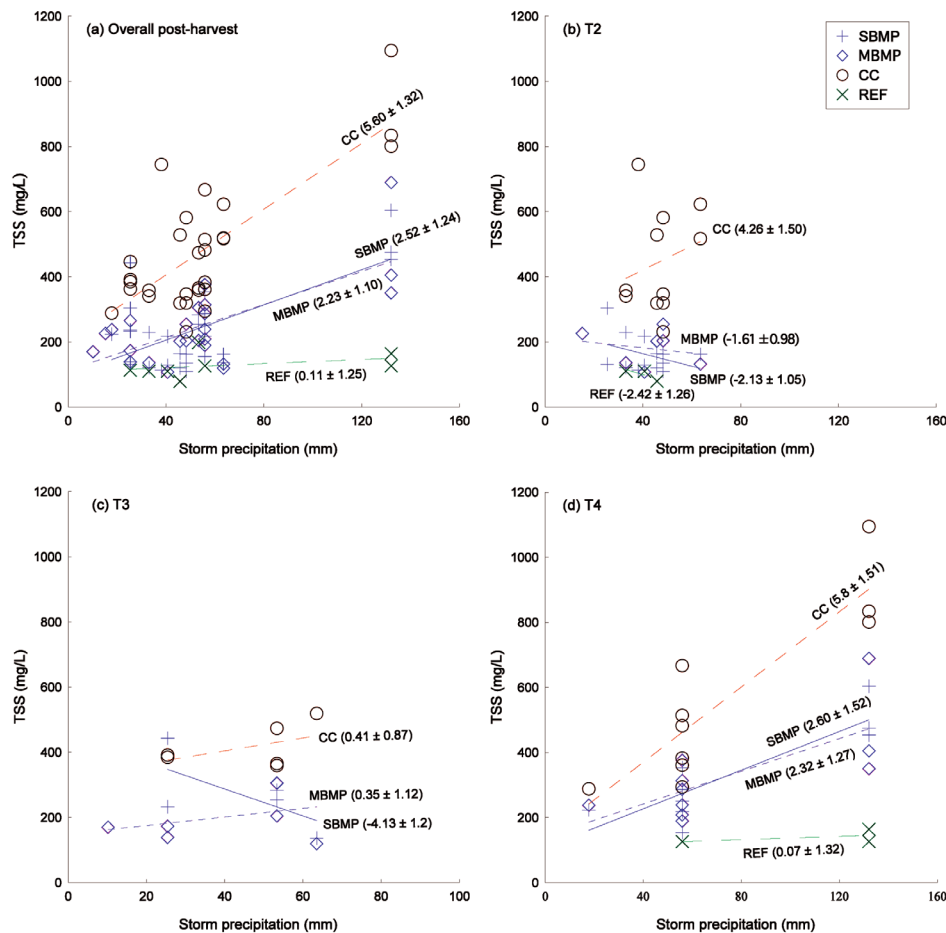 (a) Overall post-harvest
TSS (mg/L)
1200
1000
800
600
400
200
0
CC (5.60 ± 1.32)
SBMP (2.52 ± 1.24)
MBMP (2.23 ± 1.10)
REF (0.11 ± 1.25)
0 40 80 120 160
Storm precipitation (mm)
(b) T2
SBMP
MBMP
CC
REF
TSS (mg/L)
1200
1000
800
600
400
200
0
CC (4.26 ± 1.50)
MBMP (-1.61 ± 0.98)
SBMP (-2.13 ± 1.05)
REF (-2.42 ± 1.26)
0 40 80 120 160
Storm precipitation (mm)
(c) T3
TSS (mg/L)
1200
1000
800
600
400
200
0
CC (0.41 ± 0.87)
MBMP (0.35 ± 1.12)
SBMP (-4.13 ± 1.2)
0 20 40 60 80 100
Storm precipitation (mm)
(d) T4
TSS (mg/L)
1200
1000
800
600
400
200
0
CC (5.8 ± 1.51)
SBMP (2.60 ± 1.52)
MBMP (2.32 ± 1.27)
REF (0.07 ± 1.32)
0 40 80 120 160
Storm precipitation (mm)